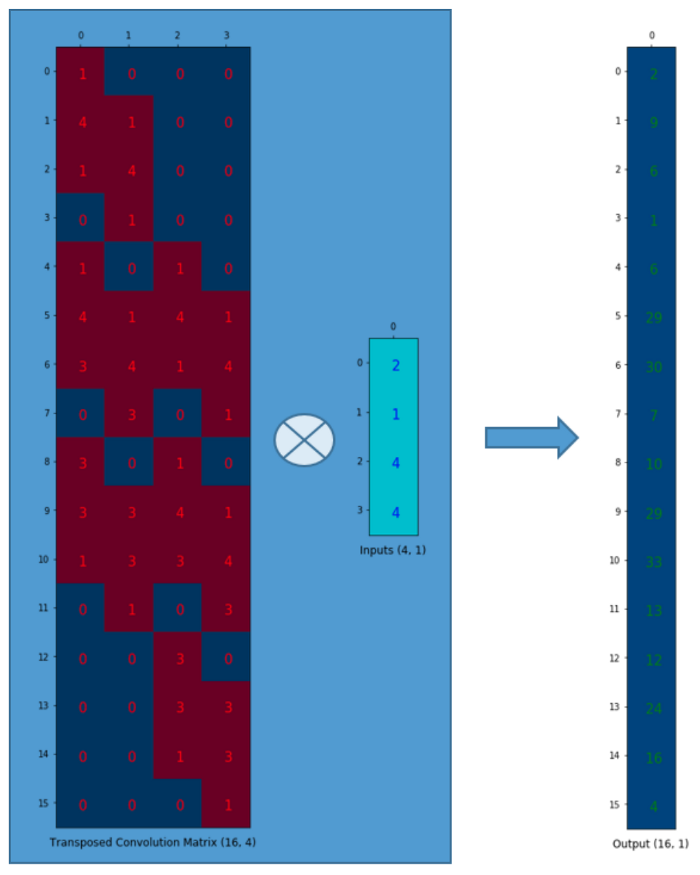 0 1 2 3
0 1 0 0 0
1 4 1 0 0
2 1 4 0 0
3 0 1 0 0
4 1 0 1 0
5 4 1 4 1
6 3 4 1 4
7 0 3 0 1
8 3 0 1 0
9 3 3 4 1
10 1 3 3 4
11 0 1 0 3
12 0 0 3 0
13 0 0 3 3
14 0 0 1 3
15 0 0 0 1
Transposed Convolution Matrix (16, 4)
0
0 2
1 1
2 4
3 4
Inputs (4, 1)
0
0 2
1 9
2 6
3 1
4 6
5 29
6 30
7 7
8 10
9 29
10 33
11 13
12 12
13 24
14 16
15 4
Output (16, 1)